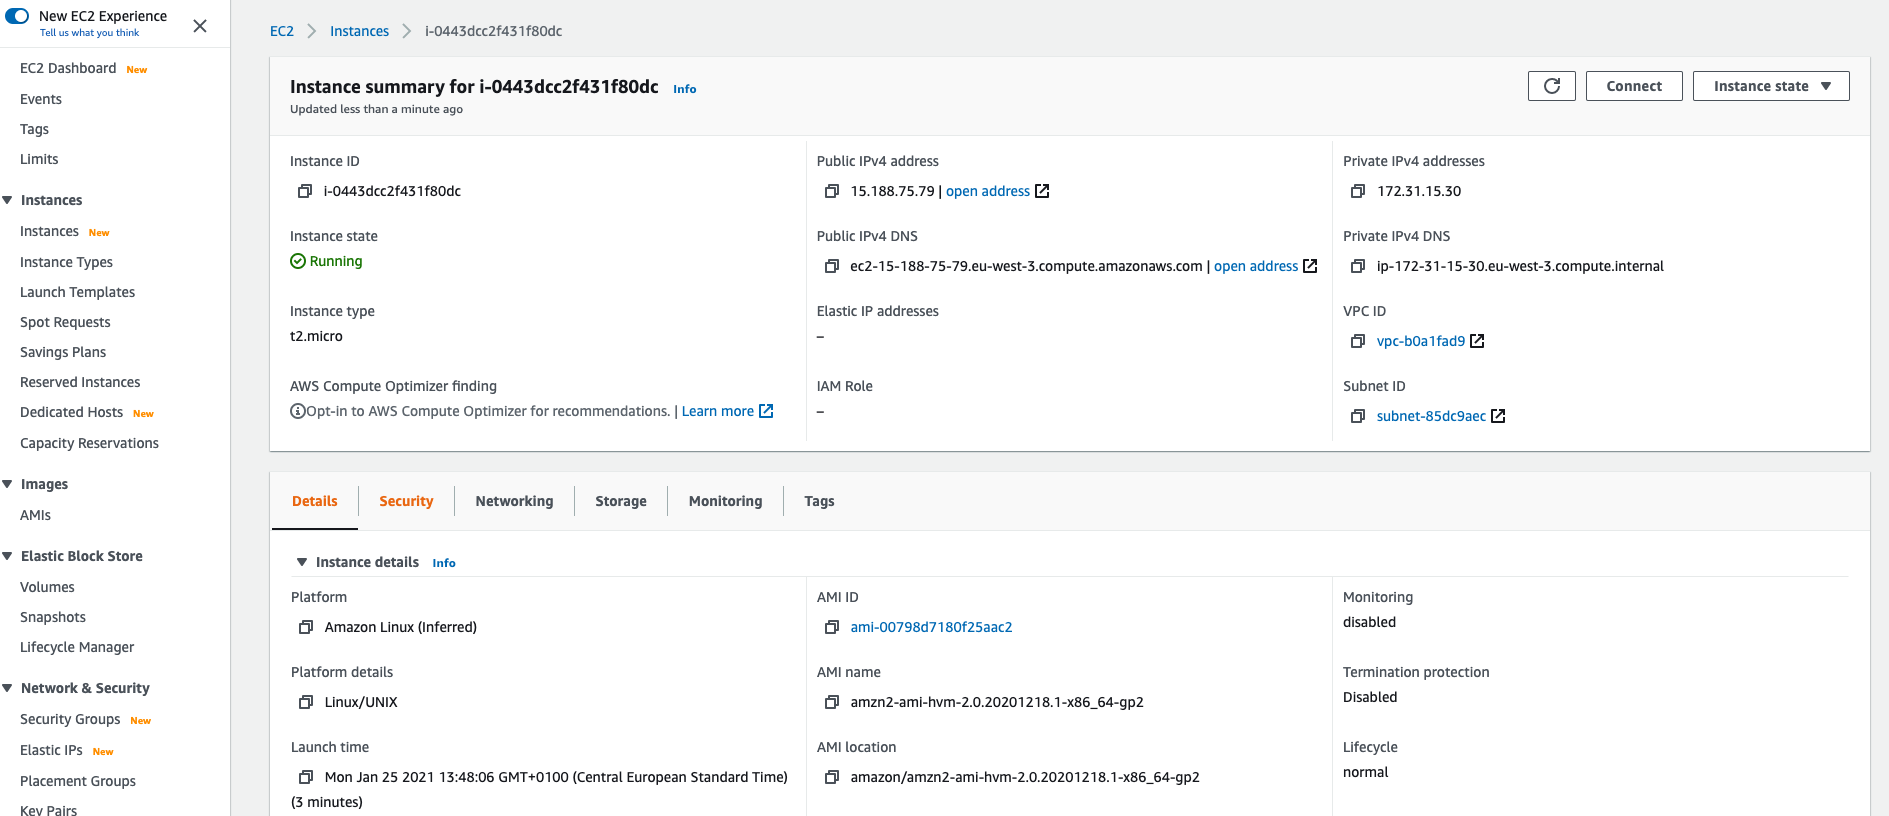 New EC2 Experience
Tell us what you think
EC2 Dashboard New
Events
Tags
Limits
Instances
Instances New
Instance Types
Launch Templates
Spot Requests
Savings Plans
Reserved Instances
Dedicated Hosts New
Capacity Reservations
Images
AMIs
Elastic Block Store
Volumes
Snapshots
Lifecycle Manager
Network & Security
Security Groups New
Elastic IPs New
Placement Groups
Key Pairs
EC2 Instances i-0443dcc2f431f80dc
Instance summary for i-0443dcc2f431f80dc Info
Updated less than a minute ago
Connect
Instance state
Instance ID
i-0443dcc2f431f80dc
Instance state
Running
Instance type
t2.micro
AWS Compute Optimizer finding
Opt-in to AWS Compute Optimizer for recommendations. | Learn more
Public IPv4 address
15.188.75.79 | open address
Public IPv4 DNS
ec2-15-188-75-79.eu-west-3.compute.amazonaws.com | open address
Elastic IP addresses
–
IAM Role
–
Private IPv4 addresses
172.31.15.30
Private IPv4 DNS
ip-172-31-15-30.eu-west-3.compute.internal
VPC ID
vpc-b0a1fad9
Subnet ID
subnet-85dc9aec
Details Security Networking Storage Monitoring Tags
Instance details Info
Platform
Amazon Linux (Inferred)
Platform details
Linux/UNIX
Launch time
Mon Jan 25 2021 13:48:06 GMT+0100 (Central European Standard Time)
(3 minutes)
AMI ID
ami-00798d7180f25aac2
AMI name
amzn2-ami-hvm-2.0.20201218.1-x86_64-gp2
AMI location
amazon/amzn2-ami-hvm-2.0.20201218.1-x86_64-gp2
Monitoring
disabled
Termination protection
Disabled
Lifecycle
normal